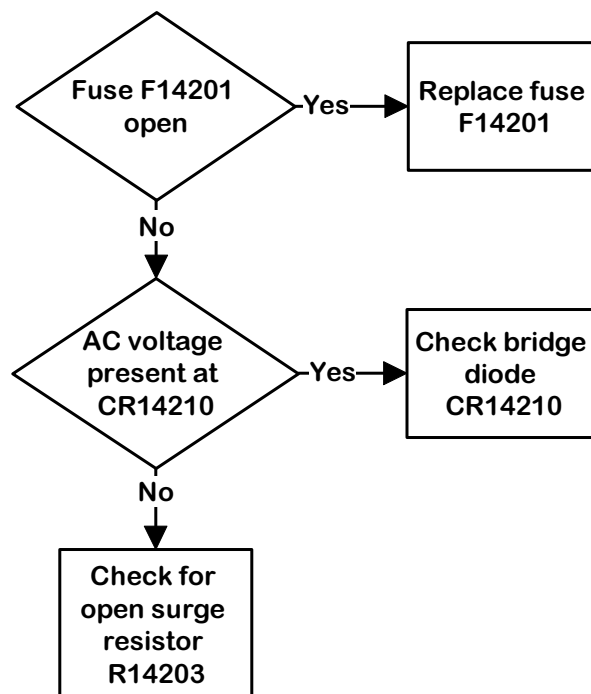 Fuse F14201
open
Yes
Replace fuse
F14201
No
AC voltage
present at
CR14210
Yes
Check bridge
diode
CR14210
No
Check for
open surge
resistor
R14203